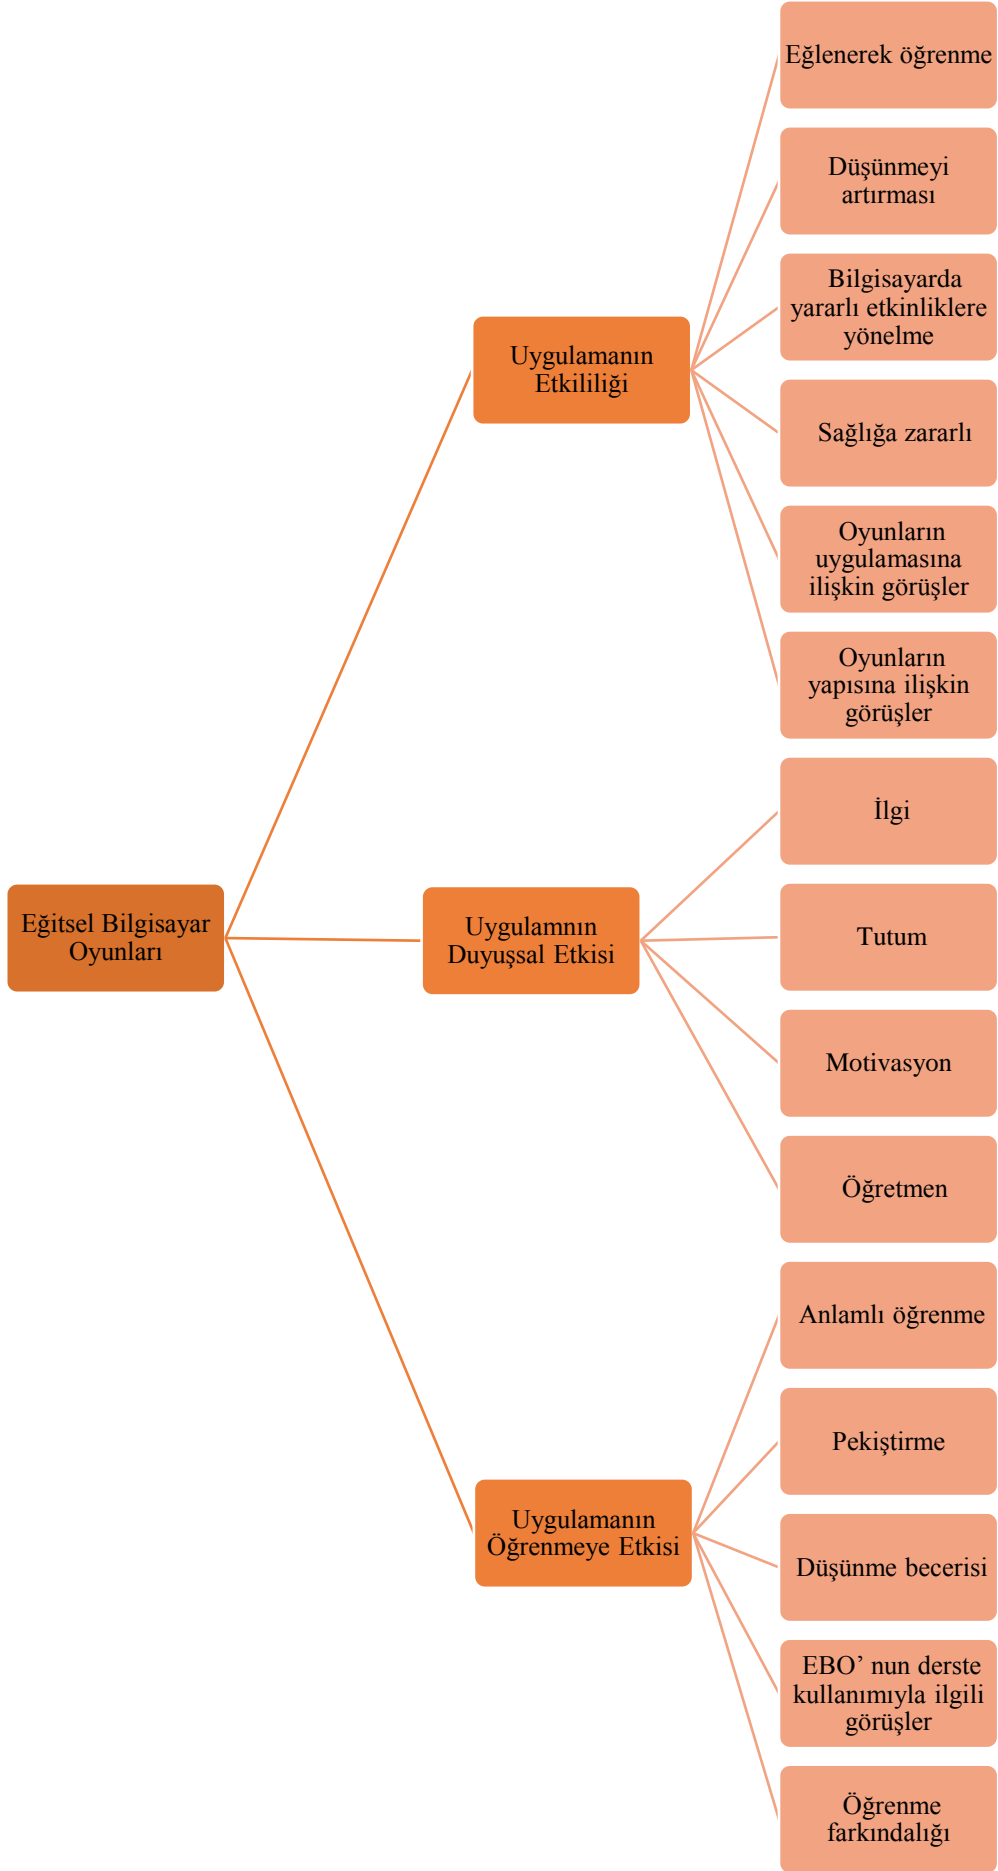 Eğitsel Bilgisayar
Oyunları
Uygulamanın
Etkililiği
Eğlenerek öğrenme
Düşünmeyi
artırması
Bilgisayarda
yararlı etkinliklere
yönelme
Sağlığa zararlı
Oyunların
uygulamasına
ilişkin görüşler
Oyunların
yapısına ilişkin
görüşler
Uygulamnın
Duyuşsal Etkisi
İlgi
Tutum
Motivasyon
Öğretmen
Uygulamanın
Öğrenmeye Etkisi
Anlamlı öğrenme
Pekiştirme
Düşünme becerisi
EBO’ nun derste
kullanımıyla ilgili
görüşler
Öğrenme
farkındalığı